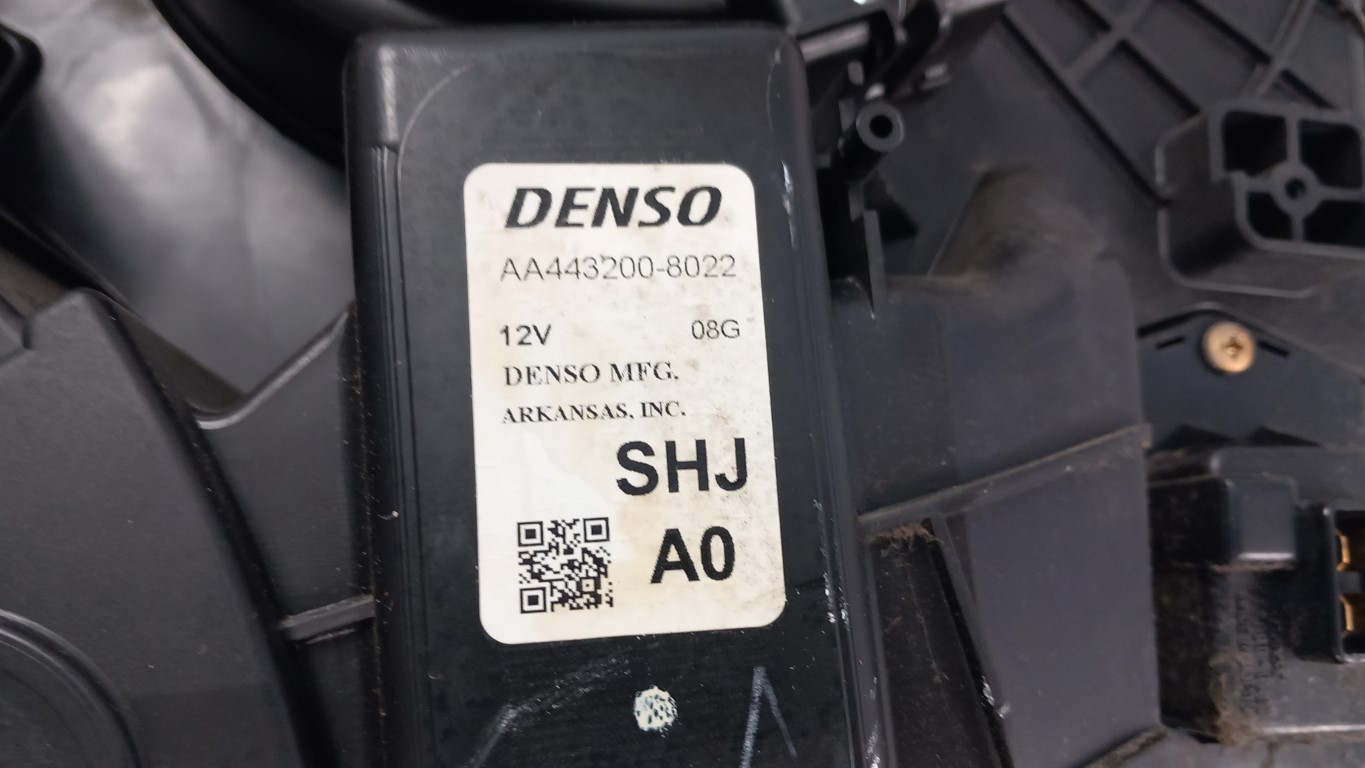 DENSO
AA443200-8022
12V 08G
DENSO MFG.
ARKANSAS, INC.
SHJ
A0